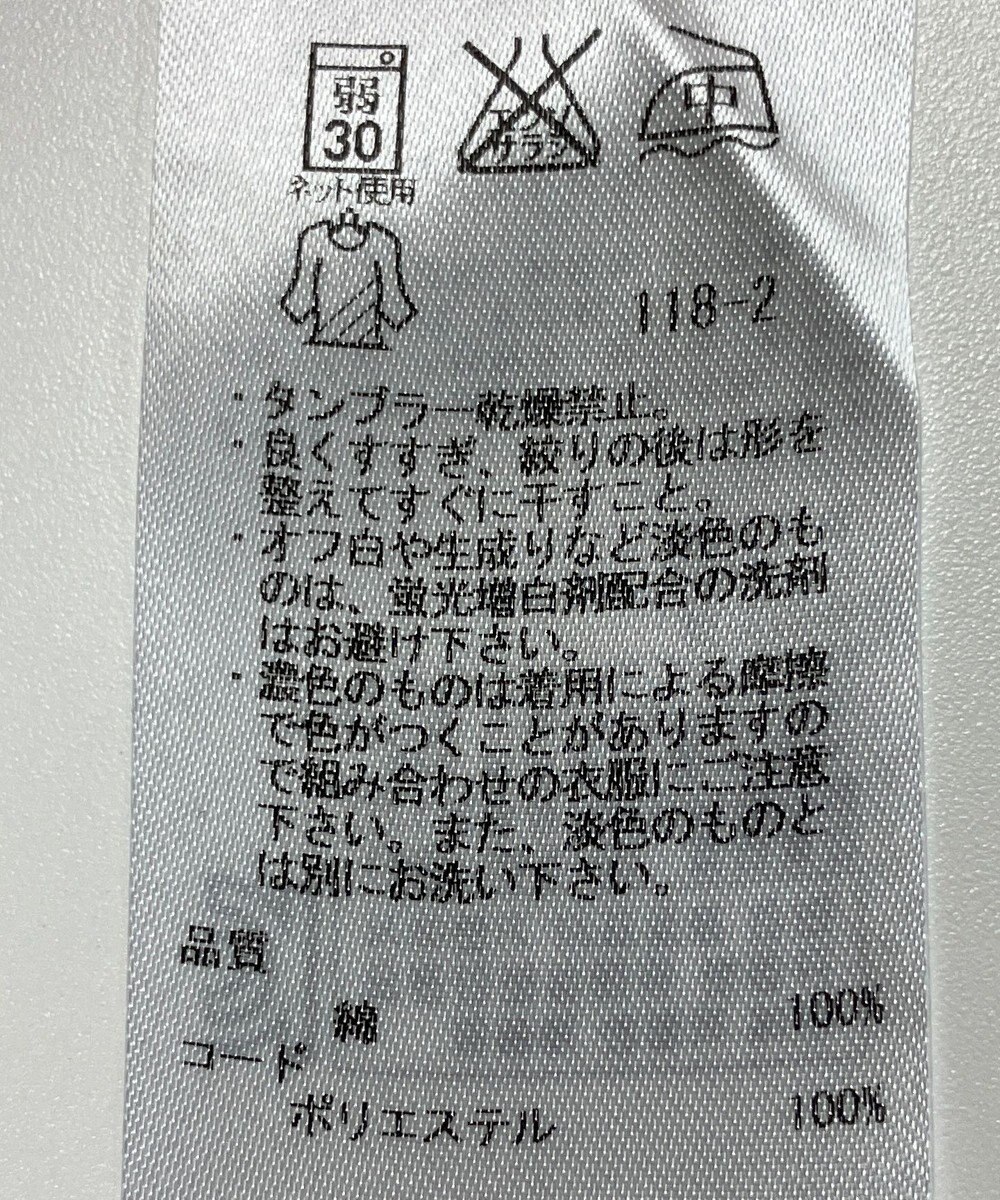 弱
30
エンソ
サラシ
中
ネット使用
118-2
・タンブラー乾燥禁止。
・良くすすぎ、絞りの後は形を
整えてすぐに干すこと。
・オフ白や生成りなど淡色のも
のは、蛍光増白剤配合の洗剤
はお避け下さい。
・濃色のものは着用による摩擦
で色がつくことがありますの
で組み合わせの衣服にご注意
下さい。また、淡色のものと
は別にお洗い下さい。
品質
綿 100%
コード
ポリエステル 100%